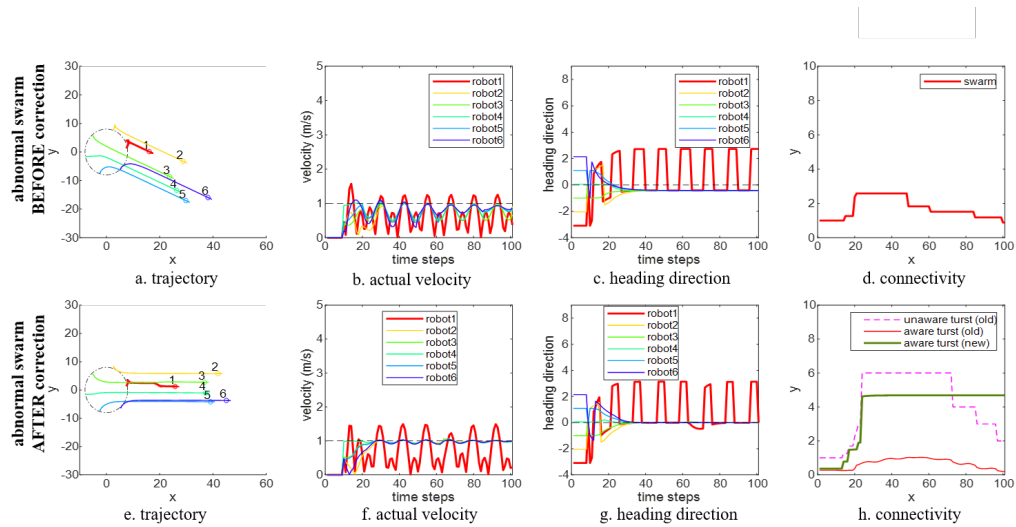 abnormal swarm
BEFORE correction
30
20
10
0
-10
-20
-30
0
20
40
60
y
x
1
2
3
4
5
6
a. trajectory
5
4
3
2
1
0
0
20
40
60
80
100
velocity (m/s)
time steps
robot1
robot2
robot3
robot4
robot5
robot6
b. actual velocity
8
6
4
2
0
-2
-4
0
20
40
60
80
100
heading direction
time steps
robot1
robot2
robot3
robot4
robot5
robot6
c. heading direction
10
8
6
4
2
0
0
20
40
60
80
100
y
x
swarm
d. connectivity
abnormal swarm
AFTER correction
30
20
10
0
-10
-20
-30
0
20
40
60
y
x
1
2
3
4
5
6
e. trajectory
5
4
3
2
1
0
0
20
40
60
80
100
velocity (m/s)
time steps
robot1
robot2
robot3
robot4
robot5
robot6
f. actual velocity
8
6
4
2
0
-2
-4
0
20
40
60
80
100
heading direction
time steps
robot1
robot2
robot3
robot4
robot5
robot6
g. heading direction
10
8
6
4
2
0
0
20
40
60
80
100
y
x
unaware turst (old)
aware turst (old)
aware turst (new)
h. connectivity